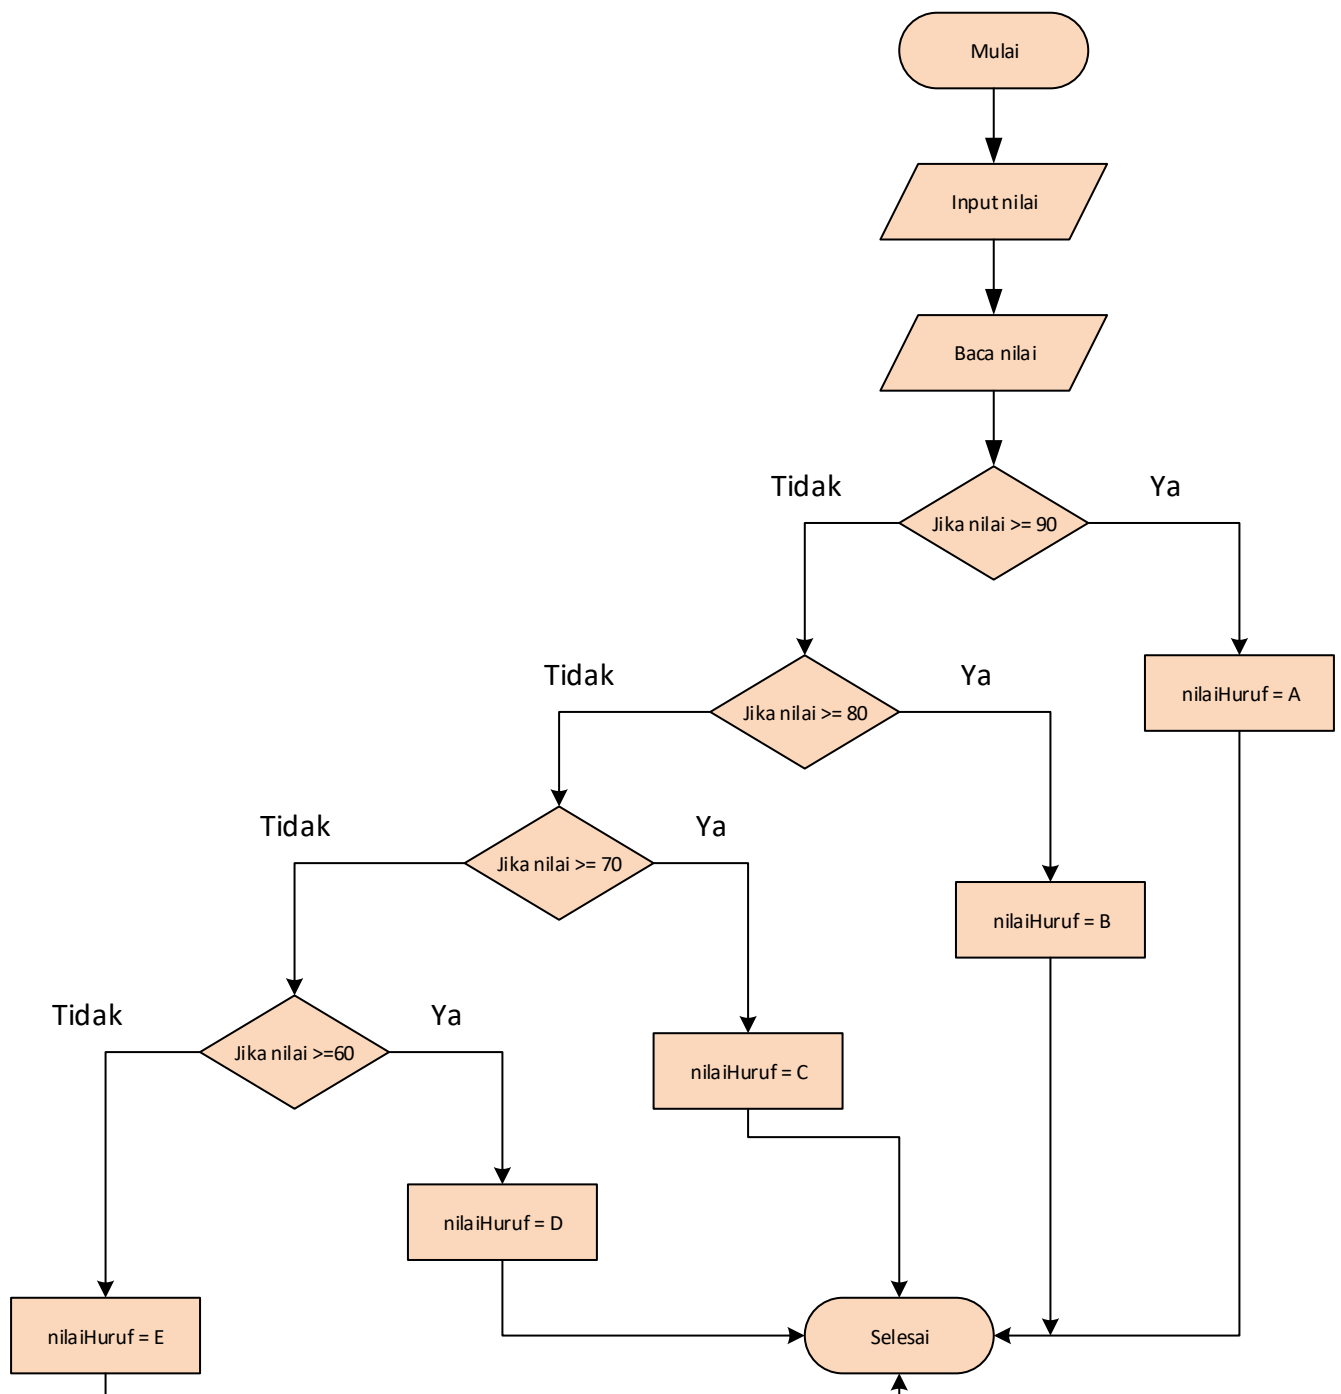 Mulai
Input nilai
Baca nilai
Tidak
Ya
Jika nilai >= 90
Tidak
Ya
Jika nilai >= 80
nilaiHuruf = A
Tidak
Ya
Jika nilai >= 70
nilaiHuruf = B
Tidak
Ya
Jika nilai >=60
nilaiHuruf = C
nilaiHuruf = D
nilaiHuruf = E
Selesai